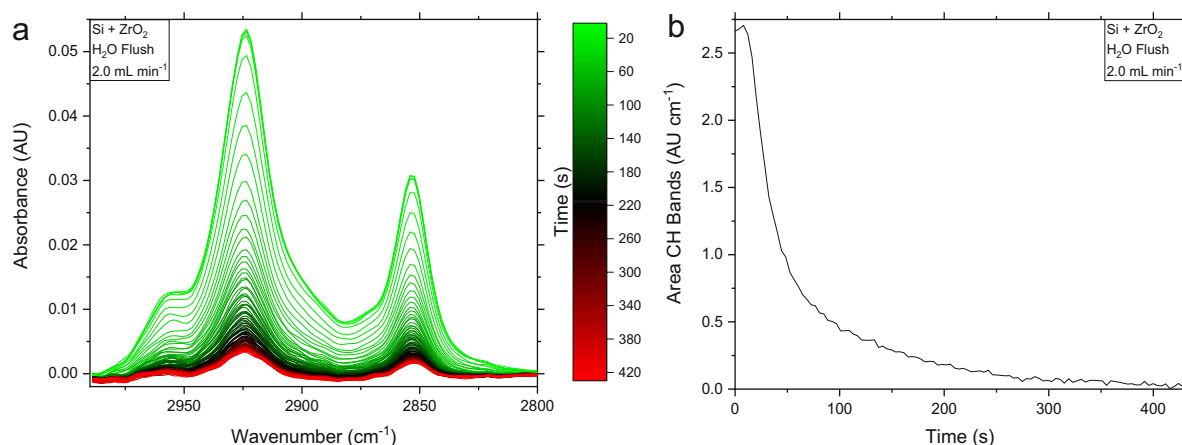 a
Si + ZrO₂
H₂O Flush
2.0 mL min⁻¹
0.05
0.04
0.03
0.02
0.01
0.00
Absorbance (AU)
2950
2900
2850
2800
Wavenumber (cm⁻¹)
Time (s)
20
60
100
140
180
220
260
300
340
380
420
b
Si + ZrO₂
H₂O Flush
2.0 mL min⁻¹
2.5
2.0
1.5
1.0
0.5
0.0
Area CH Bands (AU cm⁻¹)
0
100
200
300
400
Time (s)